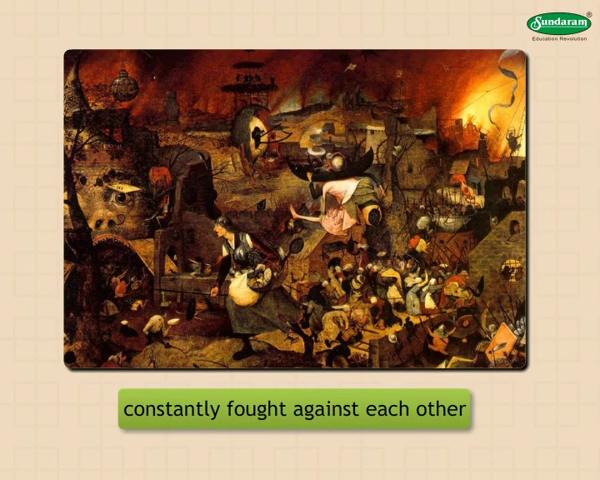 Sundaram®
Education Revolution
constantly fought against each other